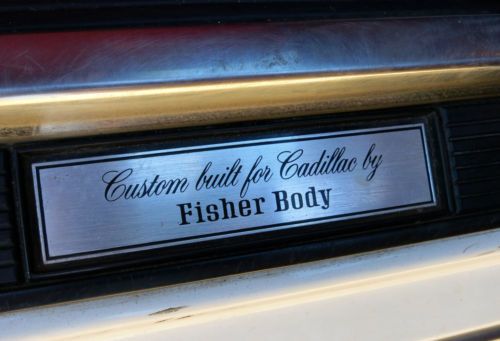 Custom built for Cadillac by
Fisher Body